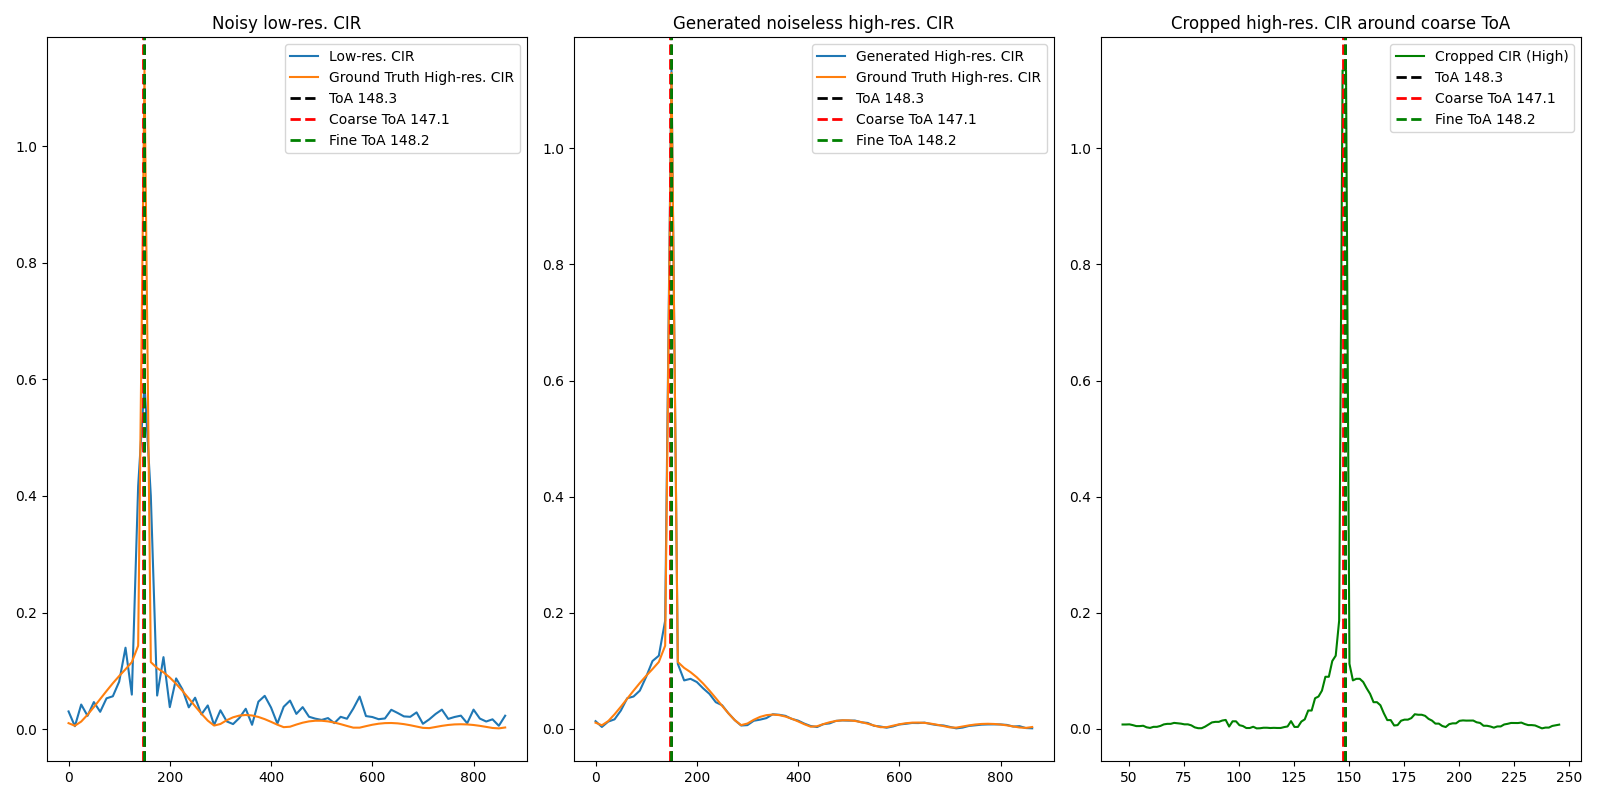 Noisy low-res. CIR
Low-res. CIR
Ground Truth High-res. CIR
ToA 148.3
Coarse ToA 147.1
Fine ToA 148.2
1.0
0.8
0.6
0.4
0.2
0.0
0 200 400 600 800
Generated noiseless high-res. CIR
Generated High-res. CIR
Ground Truth High-res. CIR
ToA 148.3
Coarse ToA 147.1
Fine ToA 148.2
1.0
0.8
0.6
0.4
0.2
0.0
0 200 400 600 800
Cropped high-res. CIR around coarse ToA
Cropped CIR (High)
ToA 148.3
Coarse ToA 147.1
Fine ToA 148.2
1.0
0.8
0.6
0.4
0.2
0.0
50 75 100 125 150 175 200 225 250